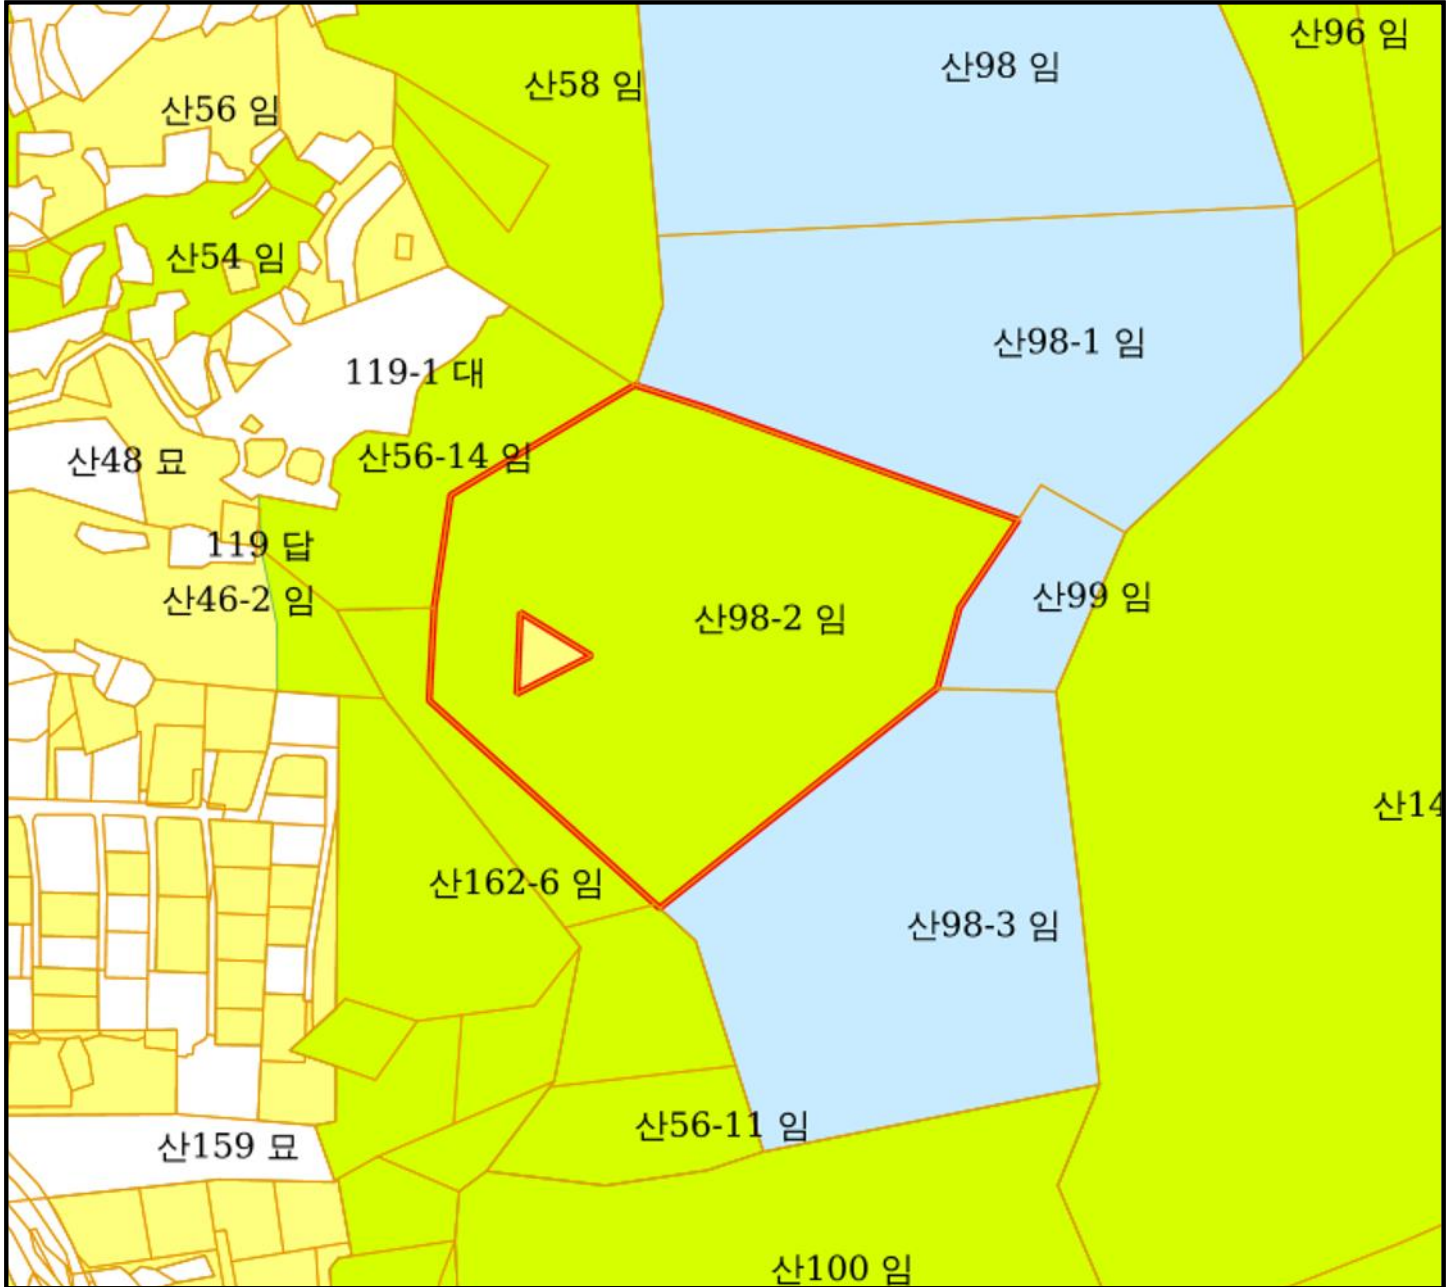 산96 임
산98 임
산58 임
산56 임
산54 임
산98-1 임
119-1 대
산56-14 임
산48 묘
119 답
산46-2 임
산99 임
산98-2 임
산14
산162-6 임
산98-3 임
산56-11 임
산159 묘
산100 임